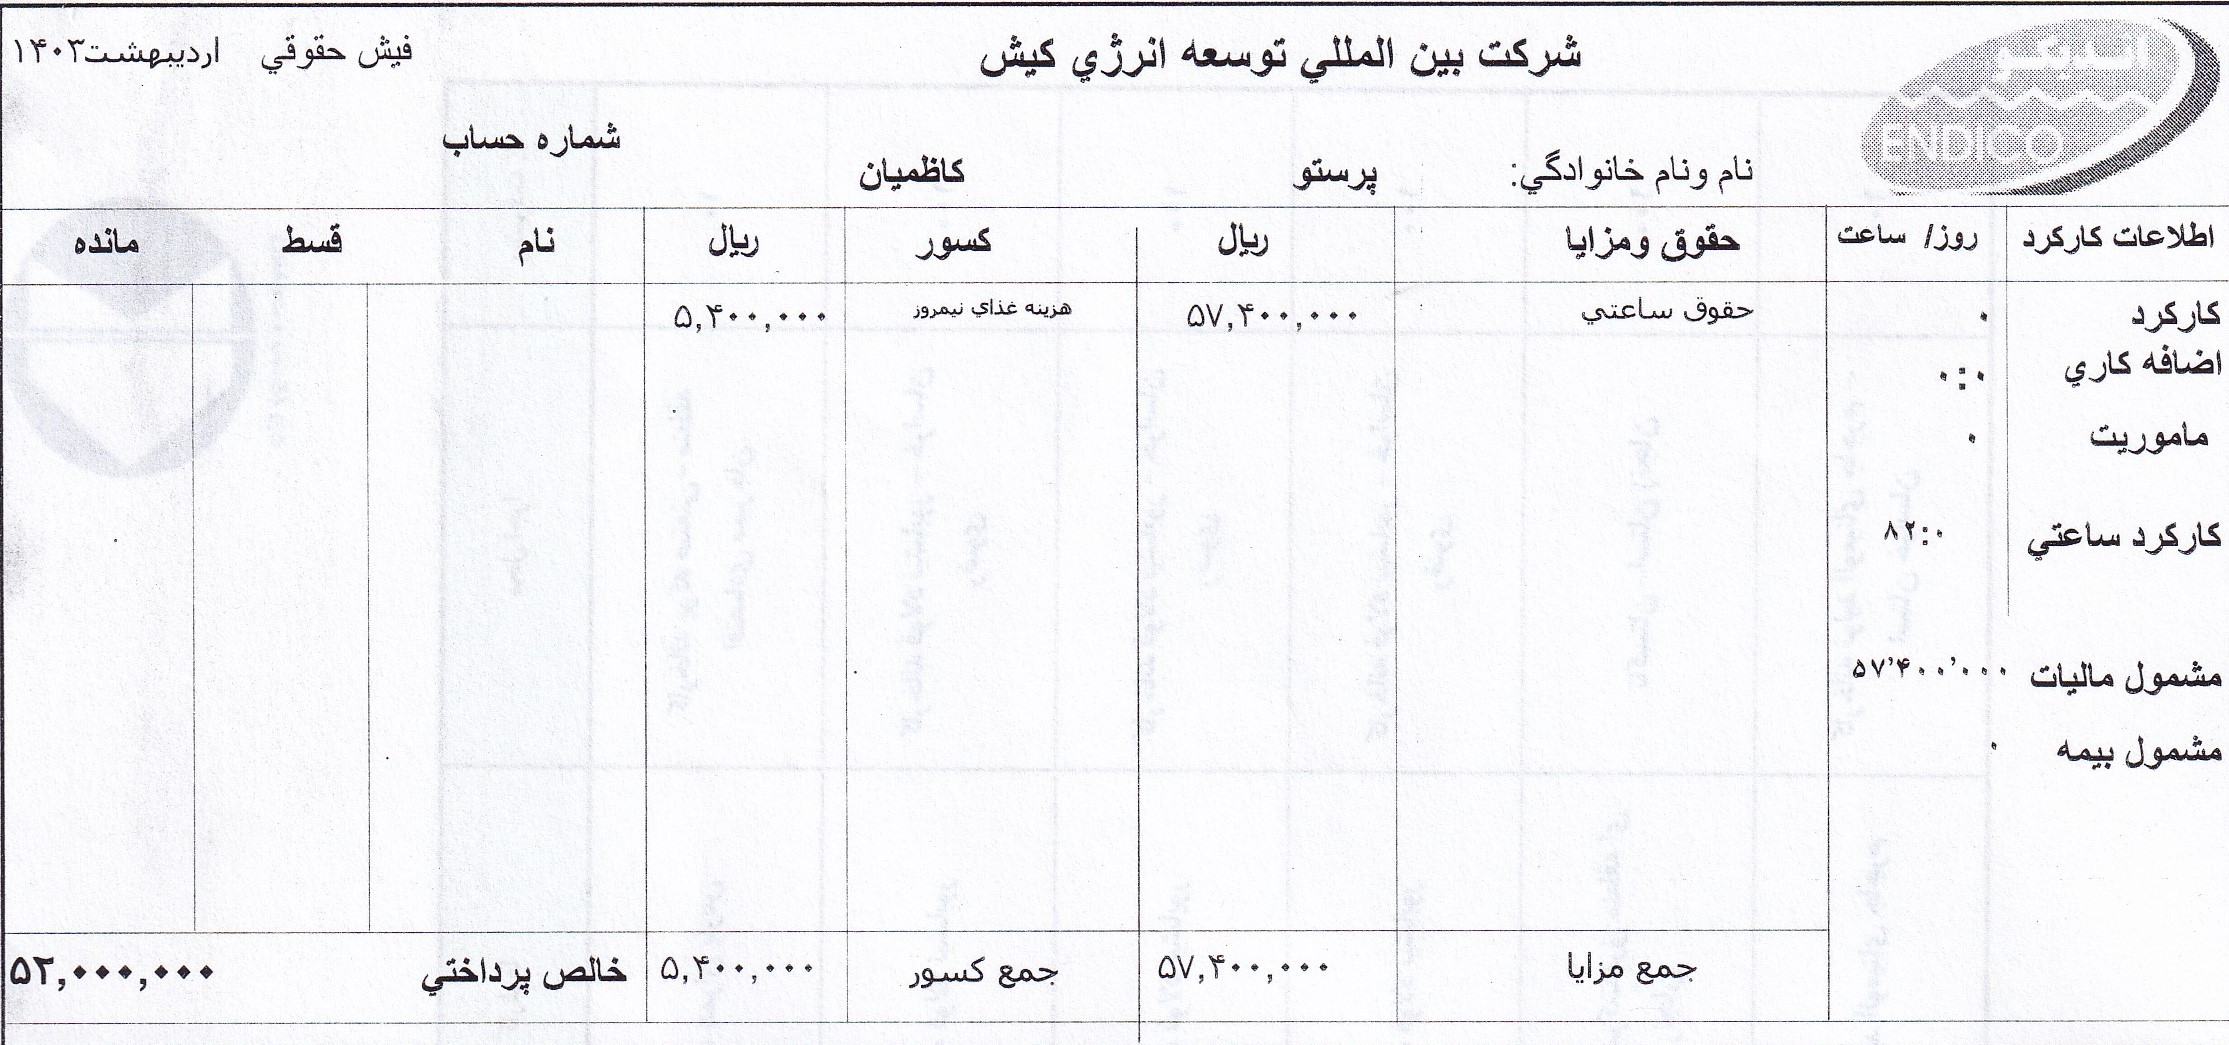 انديكو
ENDICO
شركت بين المللي توسعه انرژي كيش
فيش حقوقي اردیبهشت۱۴۰۳
نام ونام خانوادگي: پرستو كاظميان
شماره حساب
اطلاعات كاركرد روز/ ساعت حقوق ومزايا ريال كسور ريال نام قسط مانده
كاركرد ۰ حقوق ساعتي ۵۷,۴۰۰,۰۰۰ هزينه غذاي نيمروز ۵,۴۰۰,۰۰۰
اضافه كاري ۰:۰
ماموريت ۰
كاركرد ساعتي ۸۲:۰
مشمول ماليات ۵۷٬۴۰۰٬۰۰۰
مشمول بيمه ۰
جمع مزايا ۵۷,۴۰۰,۰۰۰ جمع كسور ۵,۴۰۰,۰۰۰ خالص پرداختي ۵۲,۰۰۰,۰۰۰